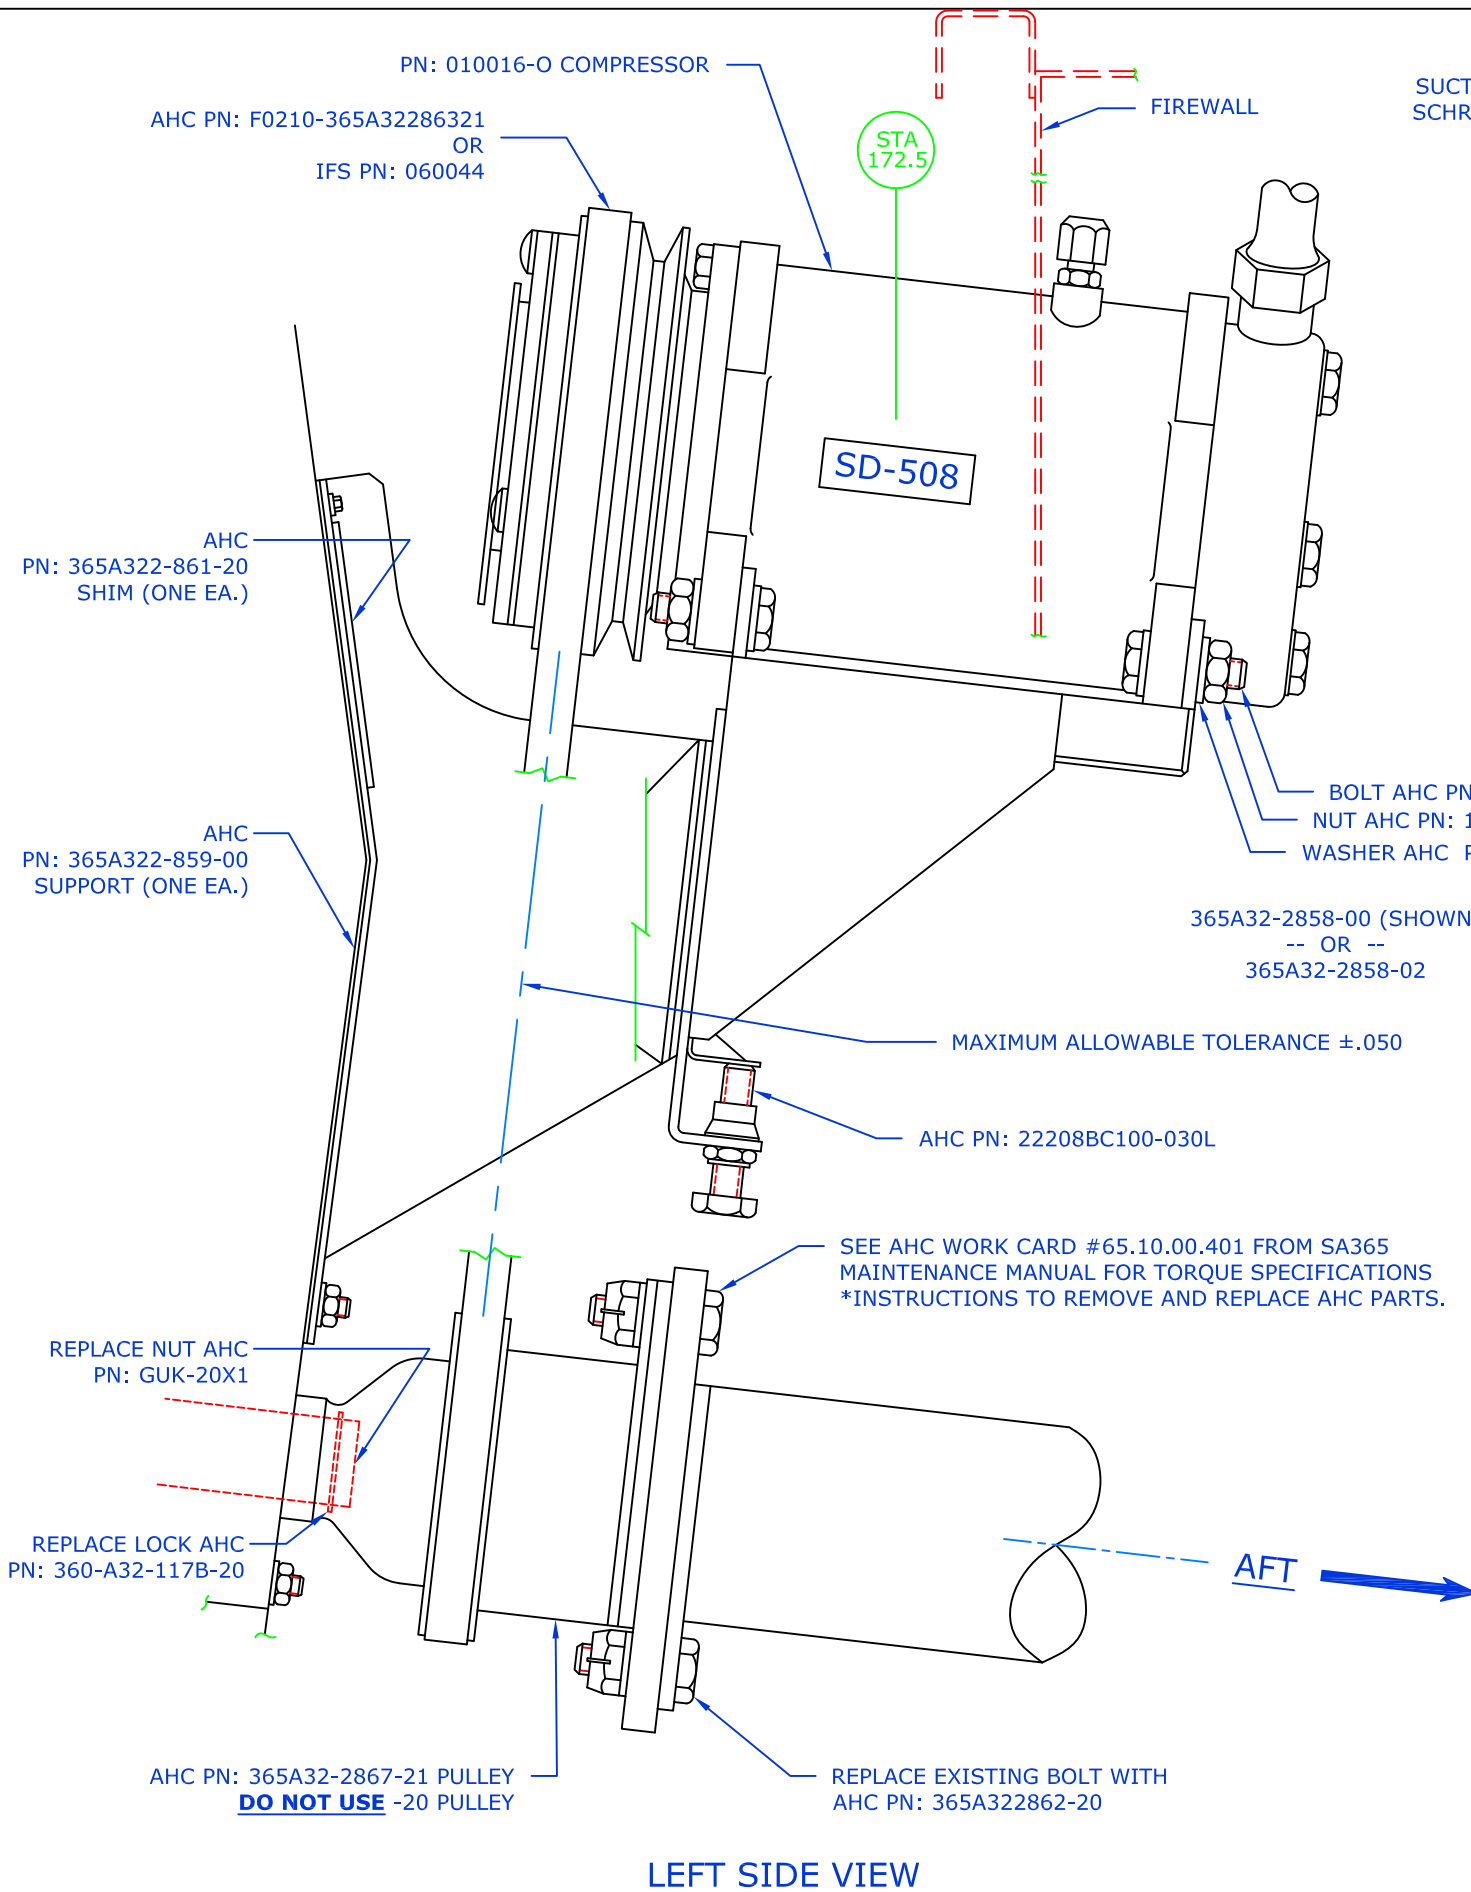 PN: 010016-O COMPRESSOR
AHC PN: F0210-365A32286321
OR
IFS PN: 060044
STA
172.5
FIREWALL
SUCT
SCHR
SD-508
AHC
PN: 365A322-861-20
SHIM (ONE EA.)
AHC
PN: 365A322-859-00
SUPPORT (ONE EA.)
BOLT AHC PN
NUT AHC PN: 1
WASHER AHC P
365A32-2858-00 (SHOWN
-- OR --
365A32-2858-02
MAXIMUM ALLOWABLE TOLERANCE ±.050
AHC PN: 22208BC100-030L
SEE AHC WORK CARD #65.10.00.401 FROM SA365
MAINTENANCE MANUAL FOR TORQUE SPECIFICATIONS
*INSTRUCTIONS TO REMOVE AND REPLACE AHC PARTS.
REPLACE NUT AHC
PN: GUK-20X1
REPLACE LOCK AHC
PN: 360-A32-117B-20
AFT
AHC PN: 365A32-2867-21 PULLEY
DO NOT USE -20 PULLEY
REPLACE EXISTING BOLT WITH
AHC PN: 365A322862-20
LEFT SIDE VIEW